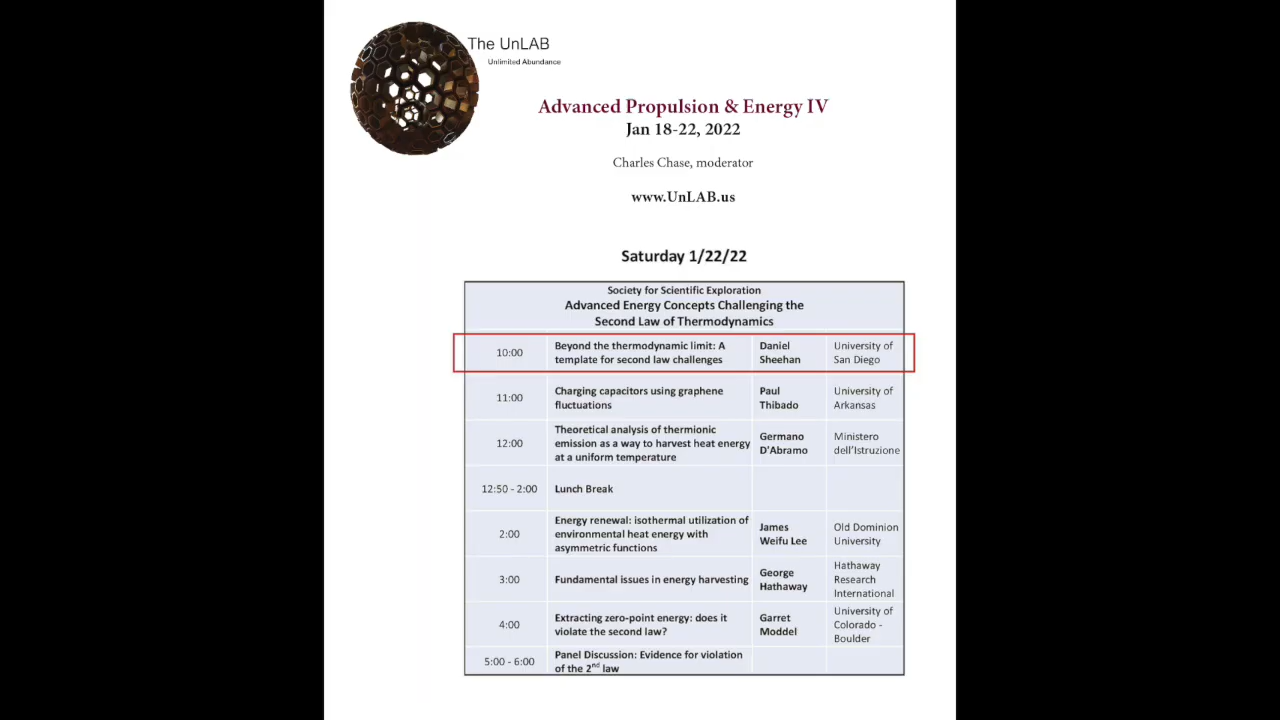 The UnLAB
Unlimited Abundance
Advanced Propulsion & Energy IV
Jan 18-22, 2022
Charles Chase, moderator
www.UnLAB.us
Saturday 1/22/22
Society for Scientific Exploration
Advanced Energy Concepts Challenging the
Second Law of Thermodynamics
10:00
Beyond the thermodynamic limit: A
template for second law challenges
Daniel
Sheehan
University of
San Diego
11:00
Charging capacitors using graphene
fluctuations
Paul
Thibado
University of
Arkansas
12:00
Theoretical analysis of thermionic
emission as a way to harvest heat energy
at a uniform temperature
Germano
D'Abramo
Ministero
dell'Istruzione
12:50 - 2:00
Lunch Break
2:00
Energy renewal: isothermal utilization of
environmental heat energy with
asymmetric functions
James
Weifu Lee
Old Dominion
University
3:00
Fundamental issues in energy harvesting
George
Hathaway
Hathaway
Research
International
4:00
Extracting zero-point energy: does it
violate the second law?
Garret
Moddel
University of
Colorado -
Boulder
5:00 - 6:00
Panel Discussion: Evidence for violation
of the 2nd law